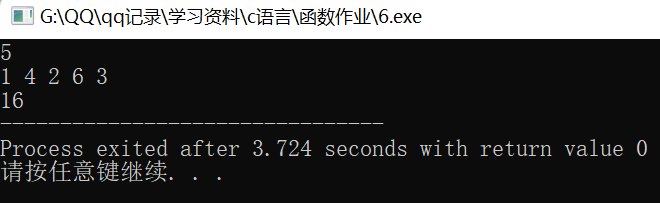 G:\QQ\qq记录\学习资料\c语言\函数作业\6.exe
5
1 4 2 6 3
16
--------------------------------
Process exited after 3.724 seconds with return value 0
请按任意键继续. . .